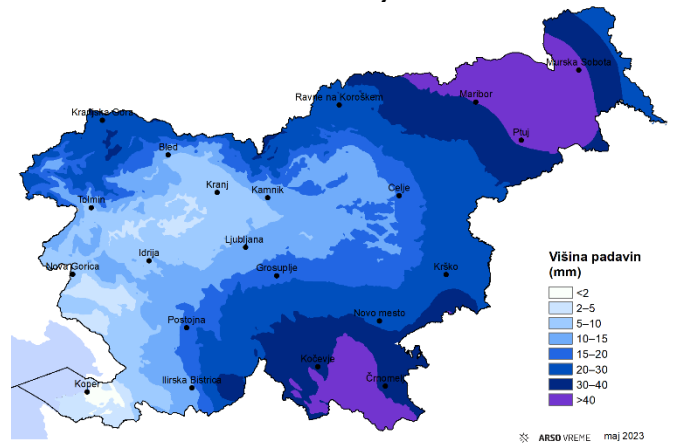 Murska Sobota
Ravne na Koroškem
Maribor
Kranjska Gora
Ptuj
Bled
Kranj
Kamnik
Celje
Tolmin
Ljubljana
Idrija
Nova Gorica
Grosuplje
Krško
Postojna
Novo mesto
Kočevje
Črnomelj
Koper
Ilirska Bistrica
Višina padavin
(mm)
<2
2–5
5–10
10–15
15–20
20–30
30–40
>40
ARSO VREME maj 2023